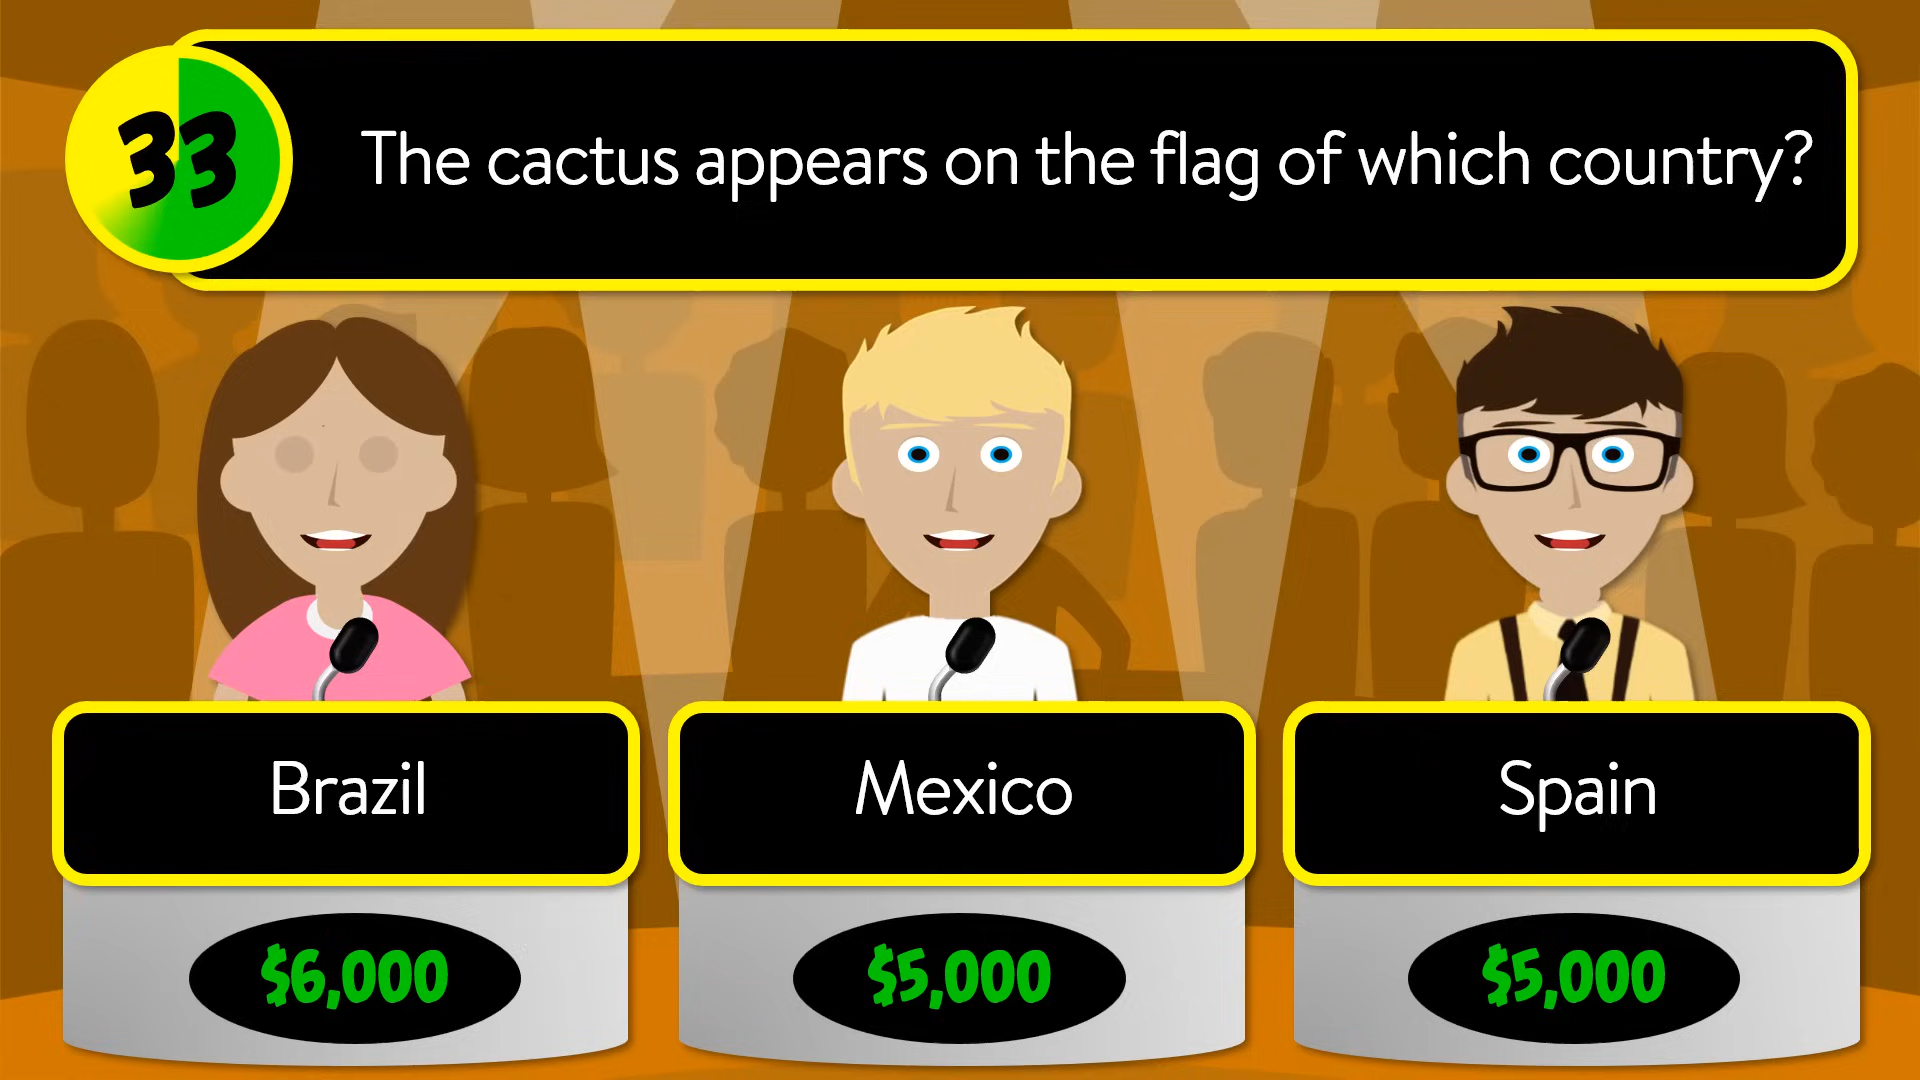 33
The cactus appears on the flag of which country?
Brazil
Mexico
Spain
$6,000
$5,000
$5,000